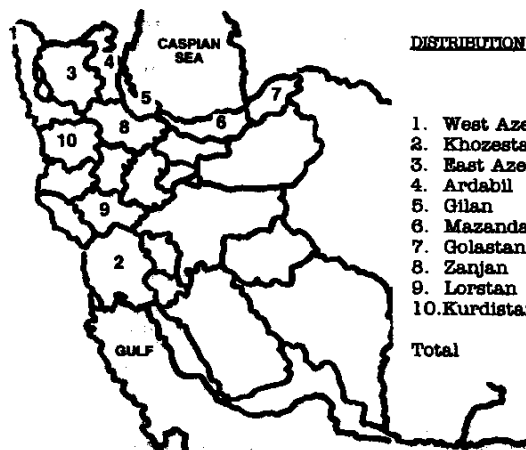 CASPIAN
SEA
DISTRIBUTION
1
3
4
5
6
7
8
10
9
2
GULF
1. West Aze
2. Khozesta
3. East Aze
4. Ardabil
5. Gilan
6. Mazanda
7. Golastan
8. Zanjan
9. Lorstan
10.Kurdistan
Total